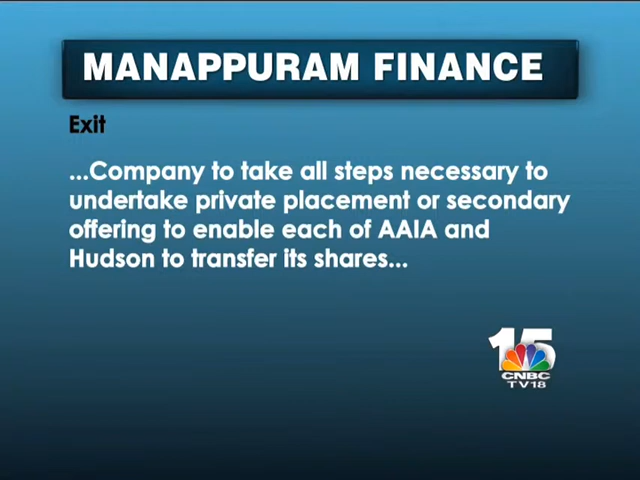 MANAPPURAM FINANCE
Exit
...Company to take all steps necessary to
undertake private placement or secondary
offering to enable each of AAIA and
Hudson to transfer its shares...
15
CNBC
TV18